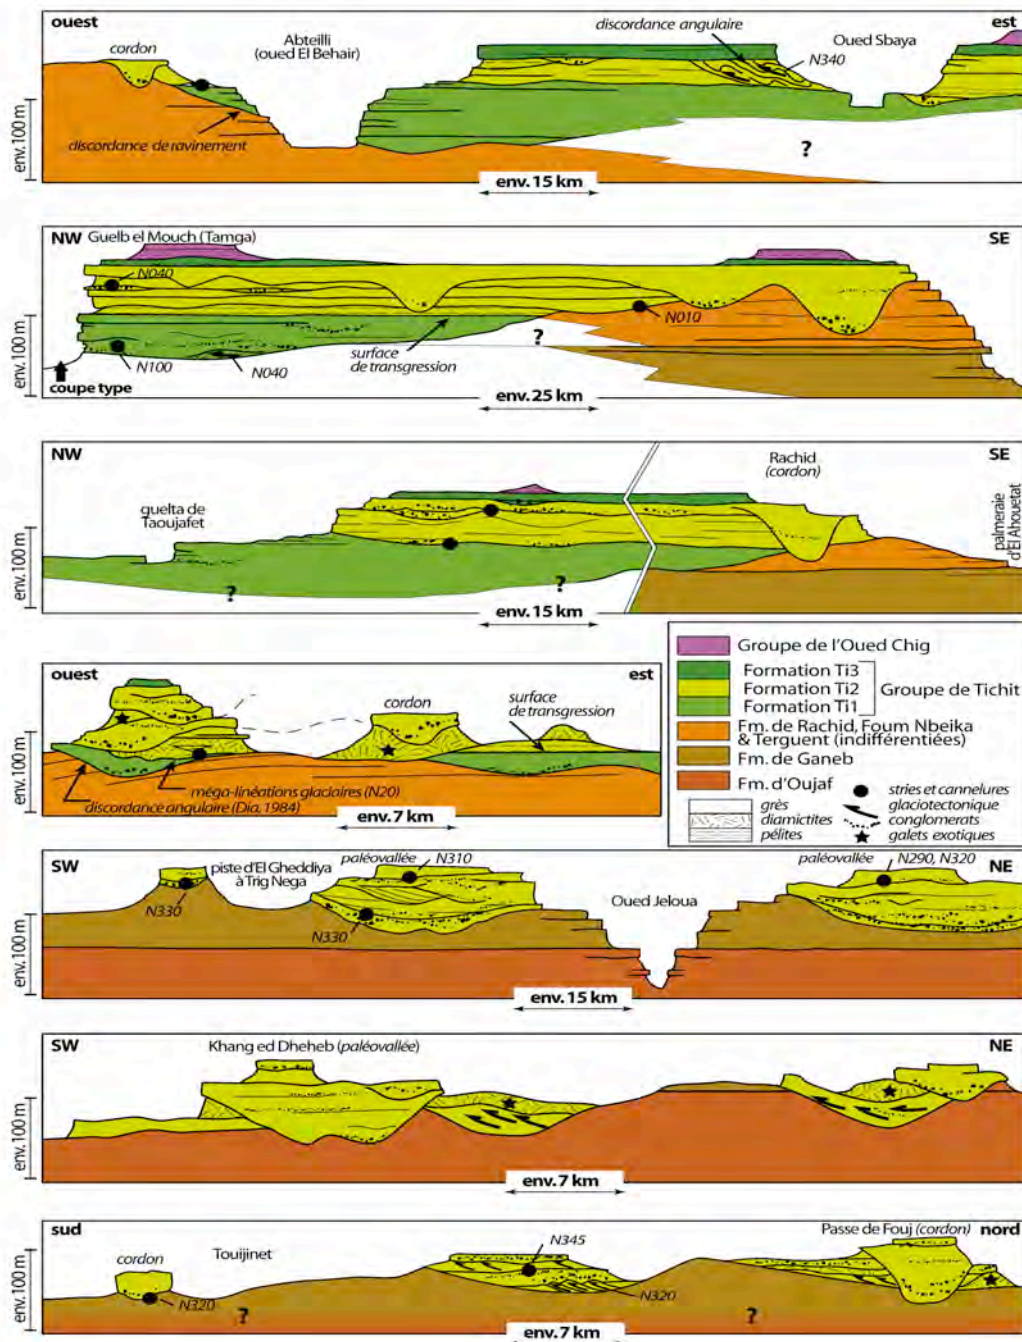 ouest
est
cordon
Abteilli
(oued El Behair)
discordance angulaire
Oued Sbaya
N340
discordance de ravinement
?
env. 100 m
env. 15 km
NW
Guelb el Mouch (Tamga)
SE
N040
N010
N100
N040
surface
de transgression
?
coupe type
env. 100 m
env. 25 km
NW
SE
Rachid
(cordon)
guelta de
Taoujafet
palmeraie
d'El Ahouetat
?
?
env. 100 m
env. 15 km
Groupe de l'Oued Chig
Formation Ti3
Formation Ti2
Formation Ti1
Groupe de Tichit
Fm. de Rachid, Foum Nbeika
& Terguent (indifférentiées)
Fm. de Ganeb
Fm. d'Oujaf
grès
diamictites
pélites
stries et cannelures
glaciotectonique
conglomerats
galets exotiques
ouest
est
cordon
surface
de transgression
méga-linéations glaciaires (N20)
discordance angulaire (Dia, 1984)
env. 100 m
env. 7 km
SW
NE
piste d'El Gheddiya
à Trig Nega
paléovallée
N310
paléovallée
N290, N320
N330
N330
Oued Jeloua
env. 100 m
env. 15 km
SW
NE
Khang ed Dheheb (paléovallée)
env. 100 m
env. 7 km
sud
nord
cordon
Touijinet
N345
Passe de Fouj (cordon)
N320
N320
?
?
env. 100 m
env. 7 km